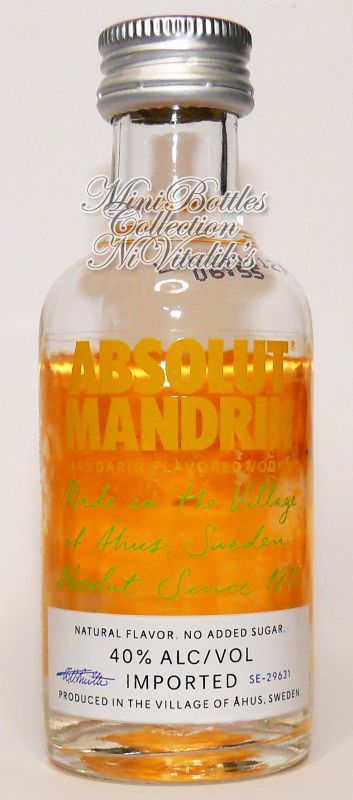 Mini Bottles
Collection
NiVitalik's
ABSOLUT®
MANDRIN
MANDARIN FLAVORED VODKA
Made in the Village
of Åhus, Sweden
Absolut Since 1879
NATURAL FLAVOR. NO ADDED SUGAR.
40% ALC/VOL
IMPORTED SE-29631
PRODUCED IN THE VILLAGE OF ÅHUS, SWEDEN